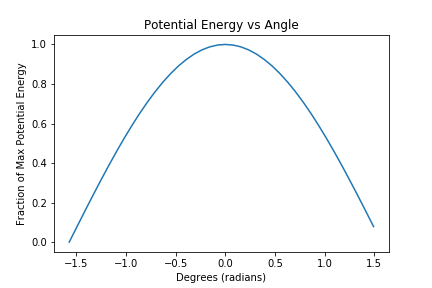 Potential Energy vs Angle
Fraction of Max Potential Energy
1.0
0.8
0.6
0.4
0.2
0.0
−1.5 −1.0 −0.5 0.0 0.5 1.0 1.5
Degrees (radians)